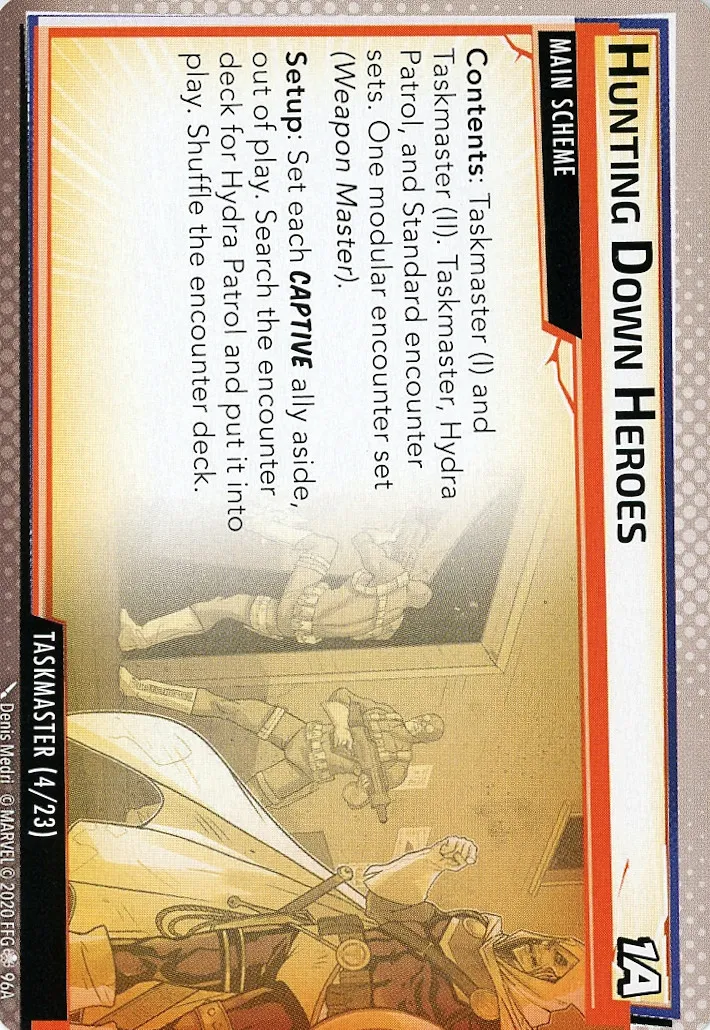 HUNTING DOWN HEROES
1A
MAIN SCHEME
Contents: Taskmaster (I) and
Taskmaster (II). Taskmaster, Hydra
Patrol, and Standard encounter
sets. One modular encounter set
(Weapon Master).
Setup: Set each CAPTIVE ally aside,
out of play. Search the encounter
deck for Hydra Patrol and put it into
play. Shuffle the encounter deck.
TASKMASTER (4/23)
Denis Medri © MARVEL © 2020 FFG 96A